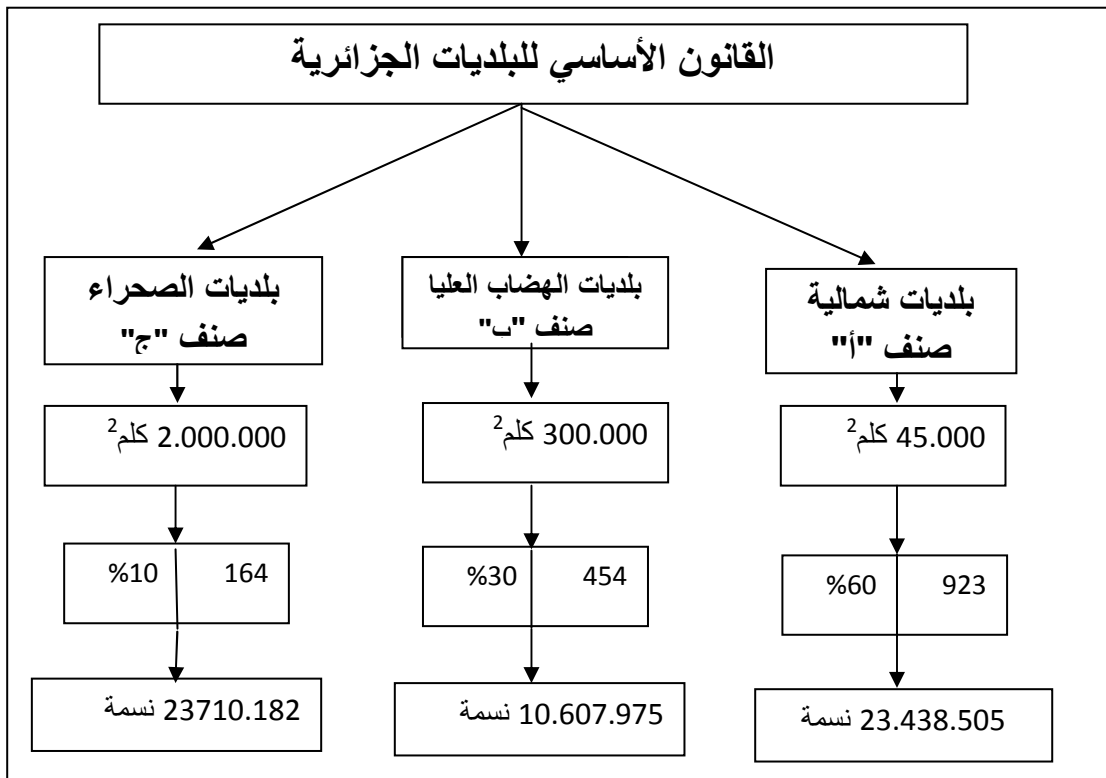 القانون الأساسي للبلديات الجزائرية
بلديات شمالية
صنف "أ"
بلديات الهضاب العليا
صنف "ب"
بلديات الصحراء
صنف "ج"
45.000 كلم²
300.000 كلم²
2.000.000 كلم²
923 %60
454 %30
164 %10
23.438.505 نسمة
10.607.975 نسمة
23710.182 نسمة